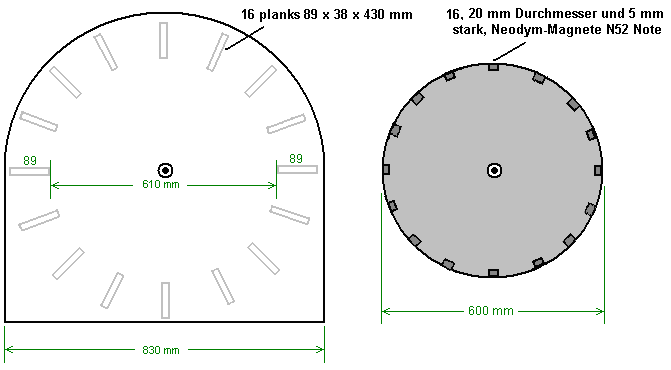 16 planks 89 x 38 x 430 mm
16, 20 mm Durchmesser und 5 mm
stark, Neodym-Magnete N52 Note
89
89
610 mm
600 mm
830 mm